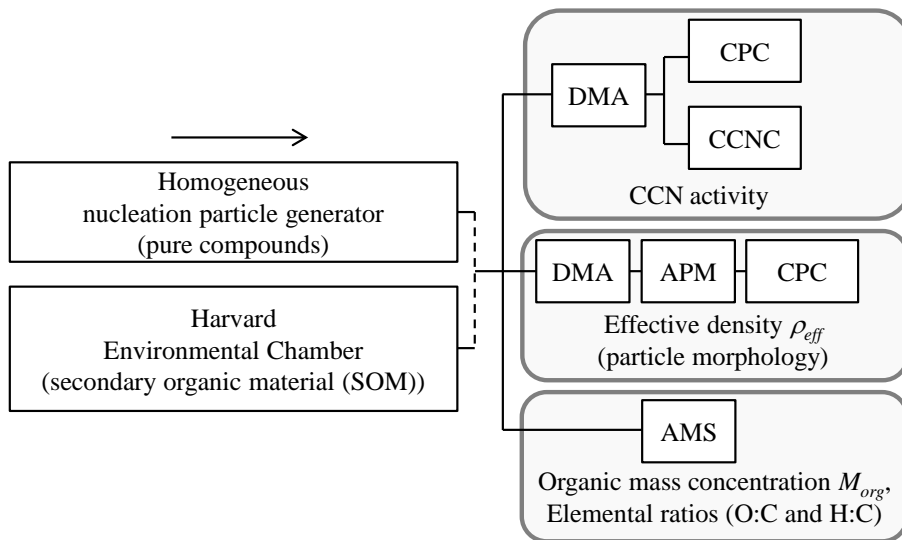 Homogeneous
nucleation particle generator
(pure compounds)
Harvard
Environmental Chamber
(secondary organic material (SOM))
DMA
CPC
CCNC
CCN activity
DMA
APM
CPC
Effective density ρeff
(particle morphology)
AMS
Organic mass concentration Morg,
Elemental ratios (O:C and H:C)